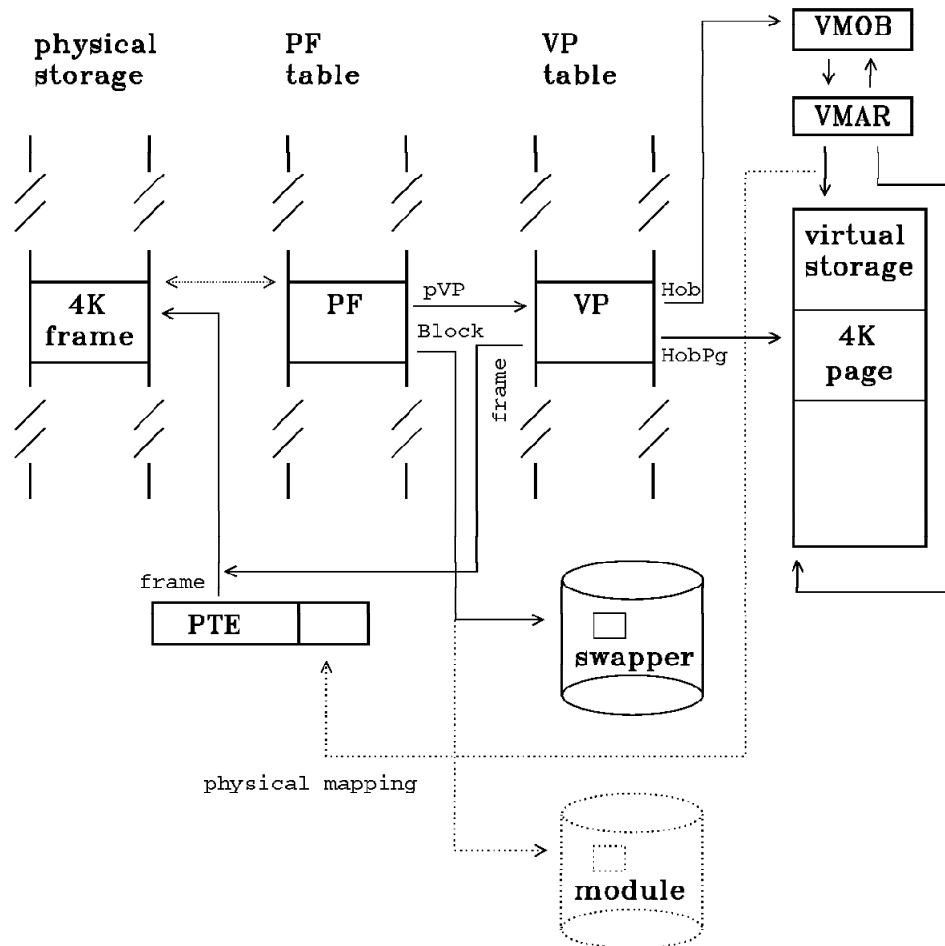 physical
storage
PF
table
VP
table
VMOB
VMAR
virtual
storage
4K
frame
PF
pVP
Block
VP
Hob
HobPg
frame
4K
page
frame
PTE
swapper
physical mapping
module